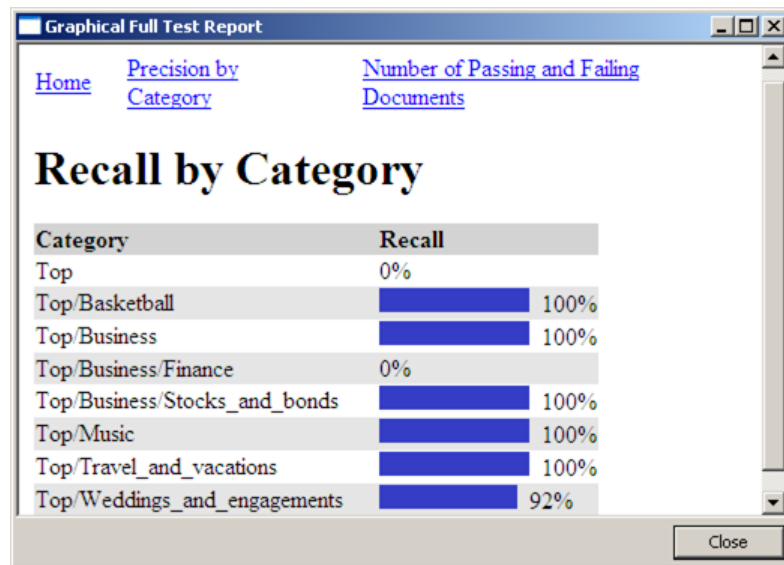 Graphical Full Test Report
Home
Precision by
Category
Number of Passing and Failing
Documents
Recall by Category
Category Recall
Top 0%
Top/Basketball 100%
Top/Business 100%
Top/Business/Finance 0%
Top/Business/Stocks_and_bonds 100%
Top/Music 100%
Top/Travel_and_vacations 100%
Top/Weddings_and_engagements 92%
Close